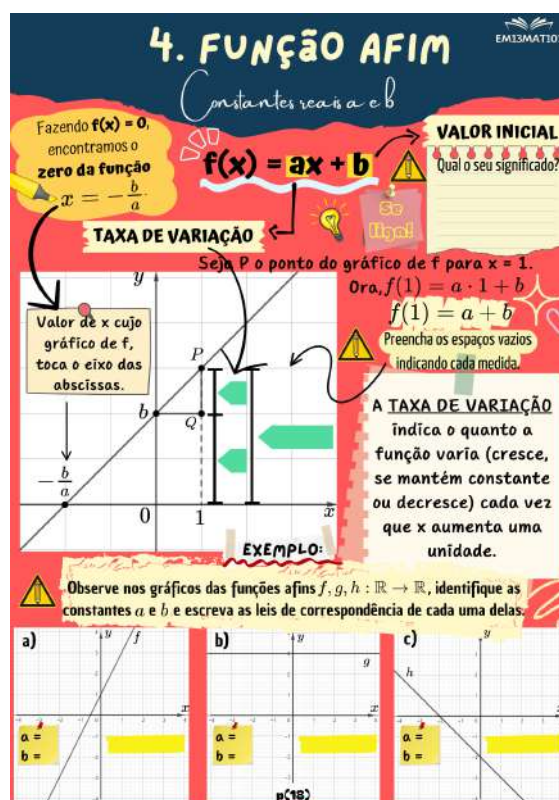 4. FUNÇÃO AFIM
EM13MAT10
Constantes reais a e b
Fazendo f(x) = 0,
encontramos o
zero da função
x = − b/a.
f(x) = ax + b
VALOR INICIAL
Qual o seu significado?
Se
liga!
TAXA DE VARIAÇÃO
Seja P o ponto do gráfico de f para x = 1.
Ora, f(1) = a · 1 + b
f(1) = a + b
Preencha os espaços vazios
indicando cada medida.
Valor de x cujo
gráfico de f,
toca o eixo das
abscissas.
y
P
b
Q
− b/a
0
1
x
A TAXA DE VARIAÇÃO
indica o quanto a
função varia (cresce,
se mantém constante
ou decresce) cada vez
que x aumenta uma
unidade.
EXEMPLO:
Observe nos gráficos das funções afins f, g, h : ℝ → ℝ, identifique as
constantes a e b e escreva as leis de correspondência de cada uma delas.
a)
y
f
x
a =
b =
b)
y
g
x
a =
b =
c)
y
h
x
a =
b =
p(18)